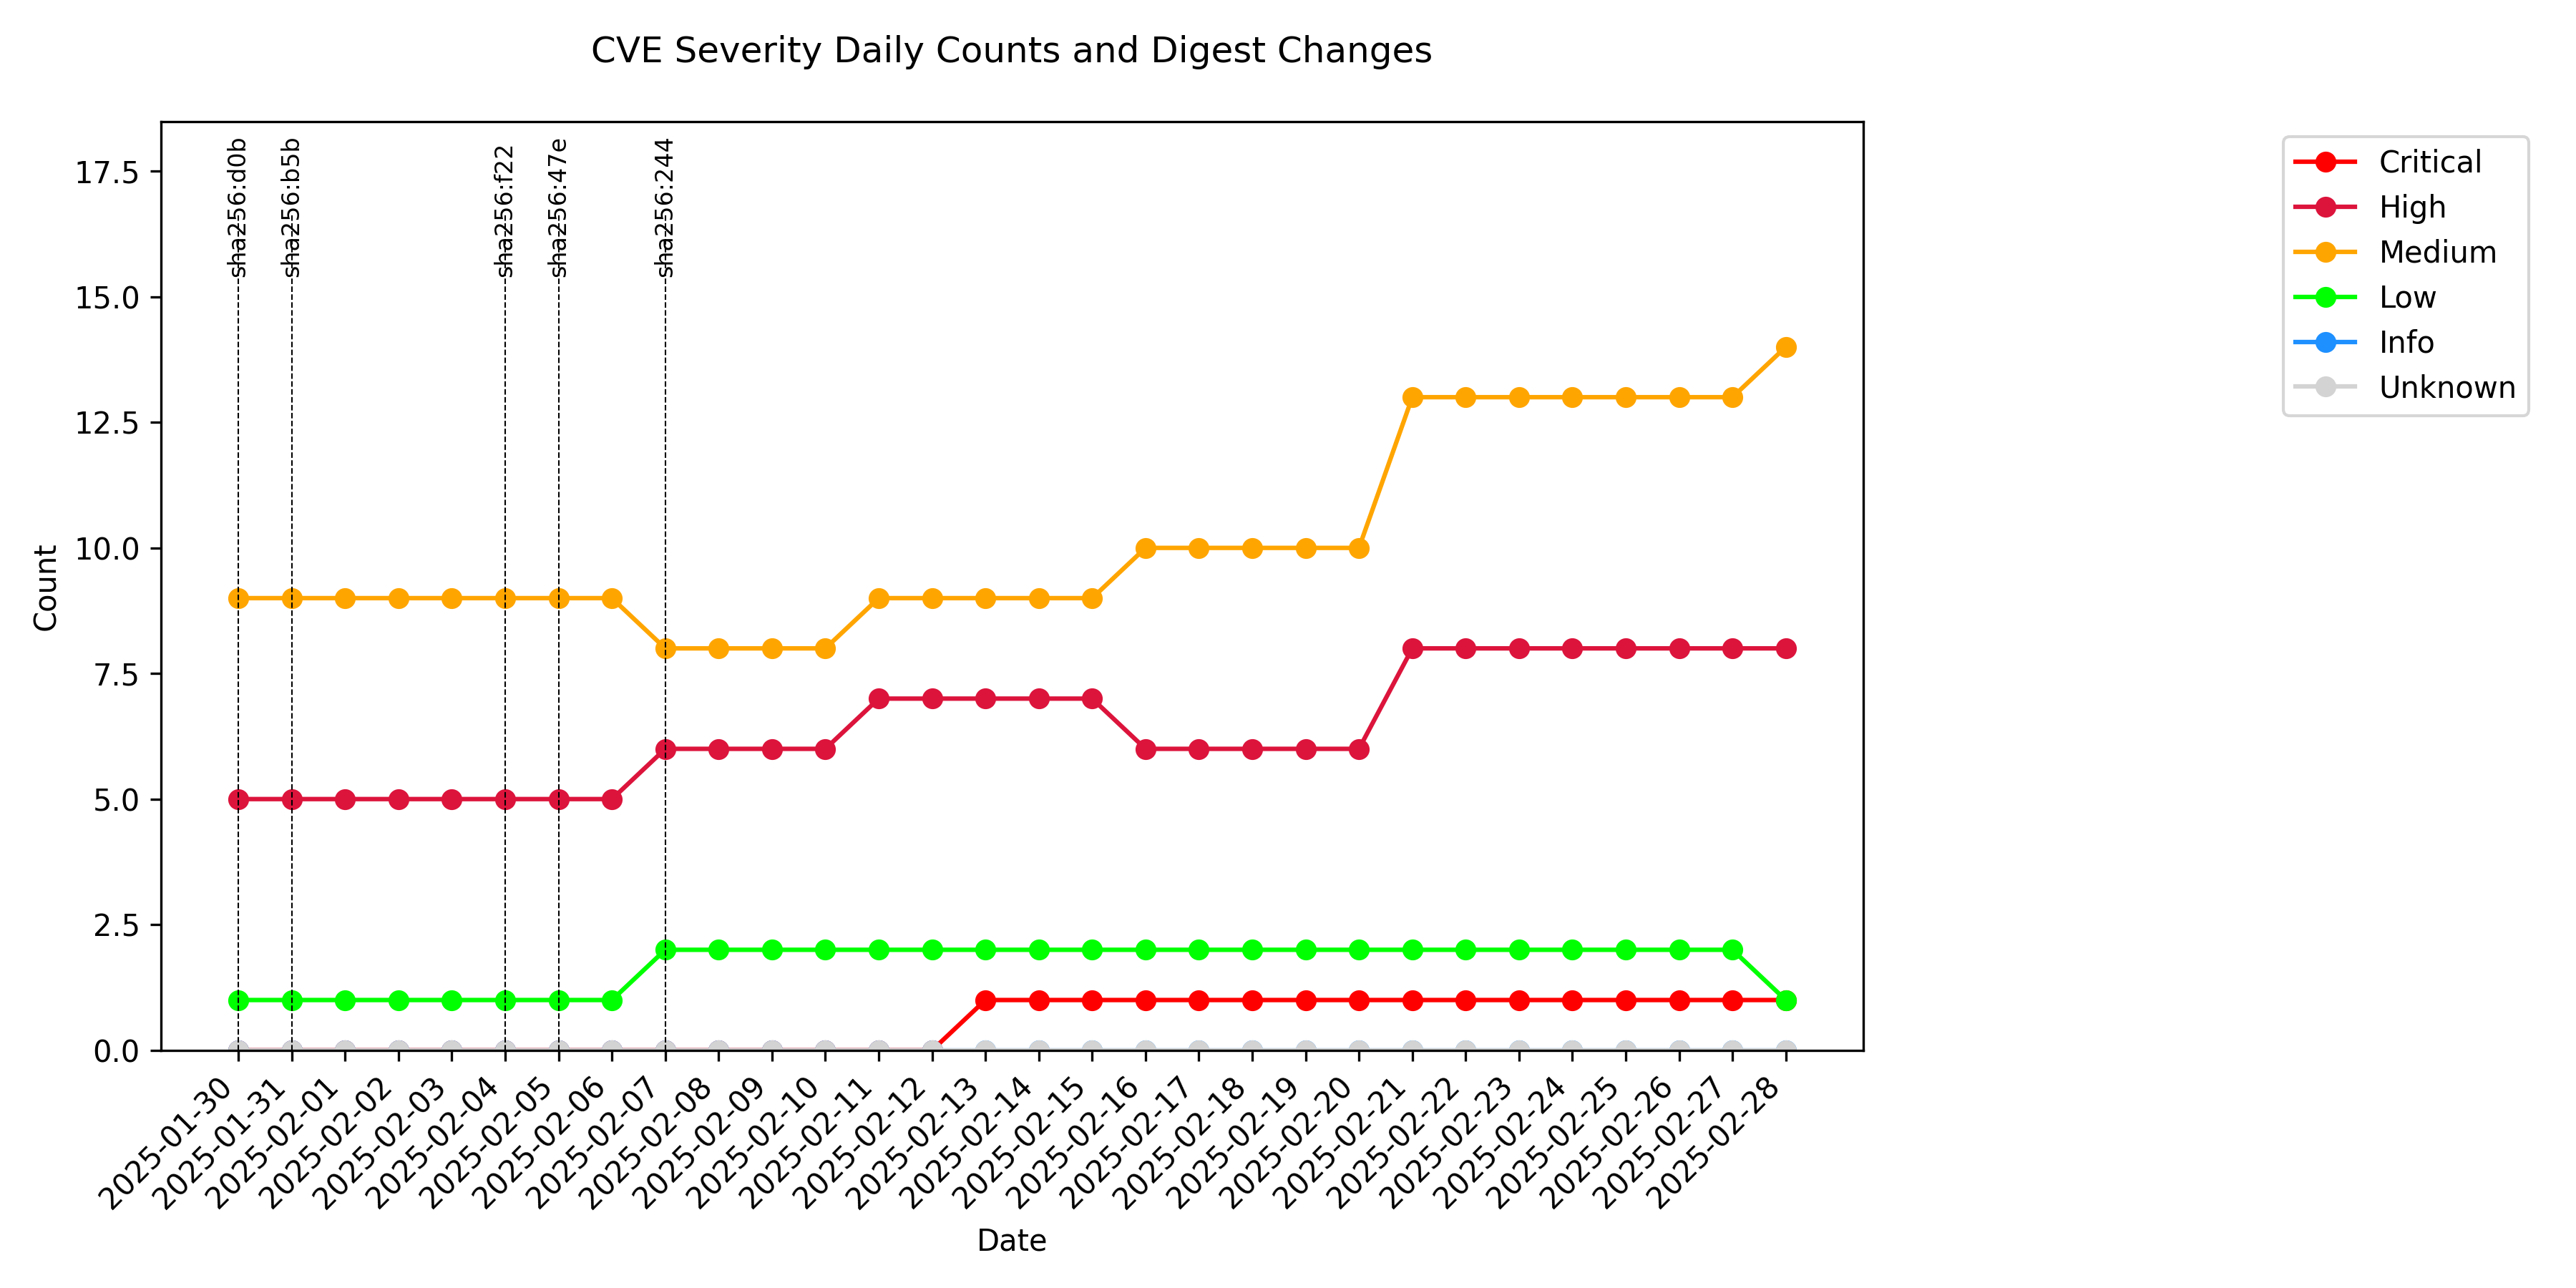 CVE Severity Daily Counts and Digest Changes
sha256:d0b
sha256:b5b
sha256:f22
sha256:47e
sha256:244
17.5
15.0
12.5
10.0
7.5
5.0
2.5
0.0
Count
2025-01-30
2025-01-31
2025-02-01
2025-02-02
2025-02-03
2025-02-04
2025-02-05
2025-02-06
2025-02-07
2025-02-08
2025-02-09
2025-02-10
2025-02-11
2025-02-12
2025-02-13
2025-02-14
2025-02-15
2025-02-16
2025-02-17
2025-02-18
2025-02-19
2025-02-20
2025-02-21
2025-02-22
2025-02-23
2025-02-24
2025-02-25
2025-02-26
2025-02-27
2025-02-28
Date
Critical
High
Medium
Low
Info
Unknown